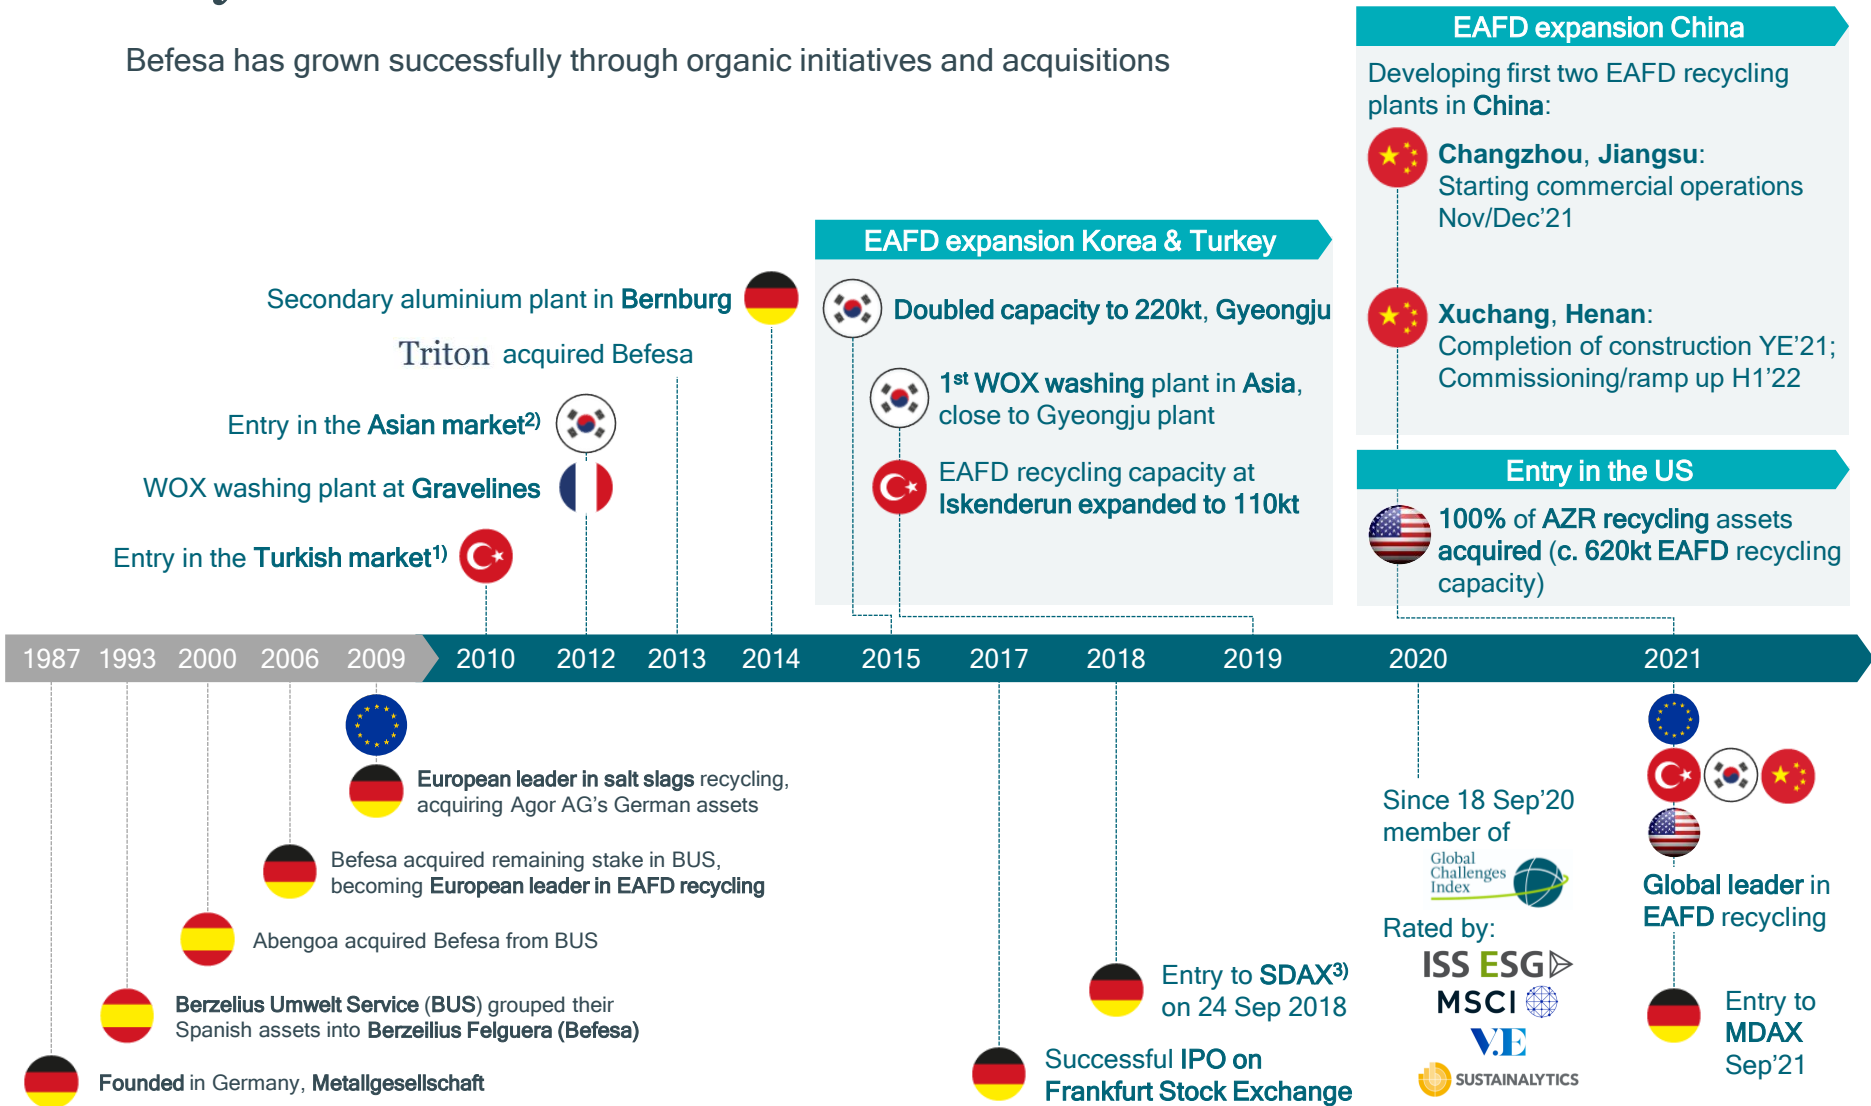 Befesa has grown successfully through organic initiatives and acquisitions
EAFD expansion China
Developing first two EAFD recycling
plants in China:
Changzhou, Jiangsu:
Starting commercial operations
Nov/Dec'21
Xuchang, Henan:
Completion of construction YE'21;
Commissioning/ramp up H1'22
EAFD expansion Korea & Turkey
Doubled capacity to 220kt, Gyeongju
1st WOX washing plant in Asia,
close to Gyeongju plant
EAFD recycling capacity at
Iskenderun expanded to 110kt
Entry in the US
100% of AZR recycling assets
acquired (c. 620kt EAFD recycling
capacity)
Secondary aluminium plant in Bernburg
Triton acquired Befesa
Entry in the Asian market2)
WOX washing plant at Gravelines
Entry in the Turkish market1)
1987 1993 2000 2006 2009 2010 2012 2013 2014 2015 2017 2018 2019 2020 2021
European leader in salt slags recycling,
acquiring Agor AG's German assets
Befesa acquired remaining stake in BUS,
becoming European leader in EAFD recycling
Abengoa acquired Befesa from BUS
Berzelius Umwelt Service (BUS) grouped their
Spanish assets into Berzeilius Felguera (Befesa)
Founded in Germany, Metallgesellschaft
Successful IPO on
Frankfurt Stock Exchange
Entry to SDAX3)
on 24 Sep 2018
Since 18 Sep'20
member of
Global
Challenges
Index
Rated by:
ISS ESG
MSCI
V.E
SUSTAINALYTICS
Global leader in
EAFD recycling
Entry to
MDAX
Sep'21